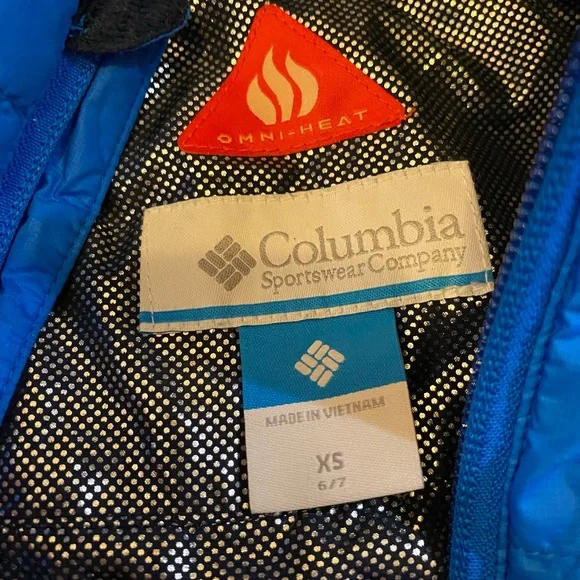 OMNI-HEAT
Columbia
Sportswear Company
MADE IN VIETNAM
XS
6/7